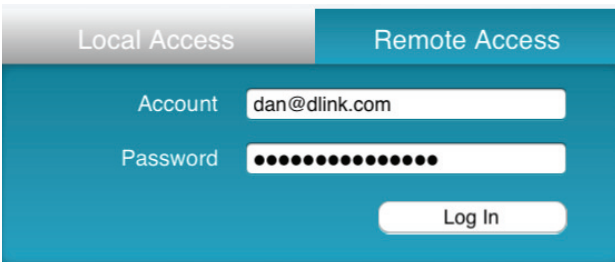 Local Access Remote Access
Account dan@dlink.com
Password ●●●●●●●●●●●●●●●
Log In